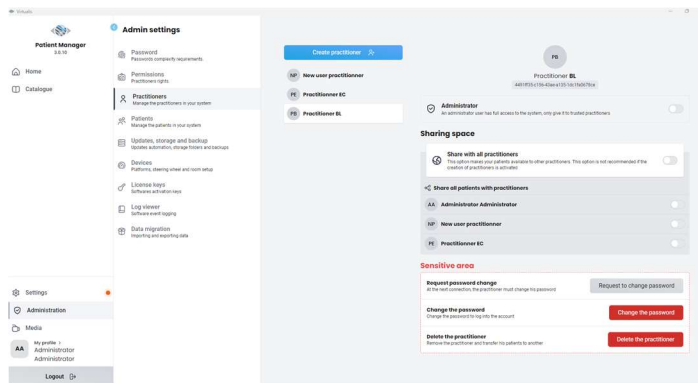 Virtualis
Patient Manager
Home
Catalogue
Settings
Administration
Media
My profile >
AA
Administrator
Administrator
Logout
Admin settings
Password
Passwords complexity requirements
Permissions
Practitioners rights
Practitioners
Manage the practitioners in your system
Patients
Manage the patients in your system
Updates, storage and backup
Updates automation, storage folders and backups
Devices
Platforms, steering wheel and room setup
License keys
Softwares activation keys
Log viewer
Software event logging
Data migration
Importing and exporting data
Create practitioner
NP New user practitionner
PE Practitionner EC
PB Practitioner BL
PB
Practitioner BL
Administrator
An administrator user has full access to the system, only give it to trusted practitioners
Sharing space
Share with all practitioners
This option makes your patients available to other practitioners. This option is not recommended if the
creation of practitioners is activated
Share all patients with practitioners
AA Administrator Administrator
NP New user practitionner
PE Practitionner EC
Sensitive area
Request password change
At the next connection, the practitioner must change his password
Request to change password
Change the password
Change the password to log into the account
Change the password
Delete the practitioner
Remove the practitioner and transfer his patients to another
Delete the practitioner